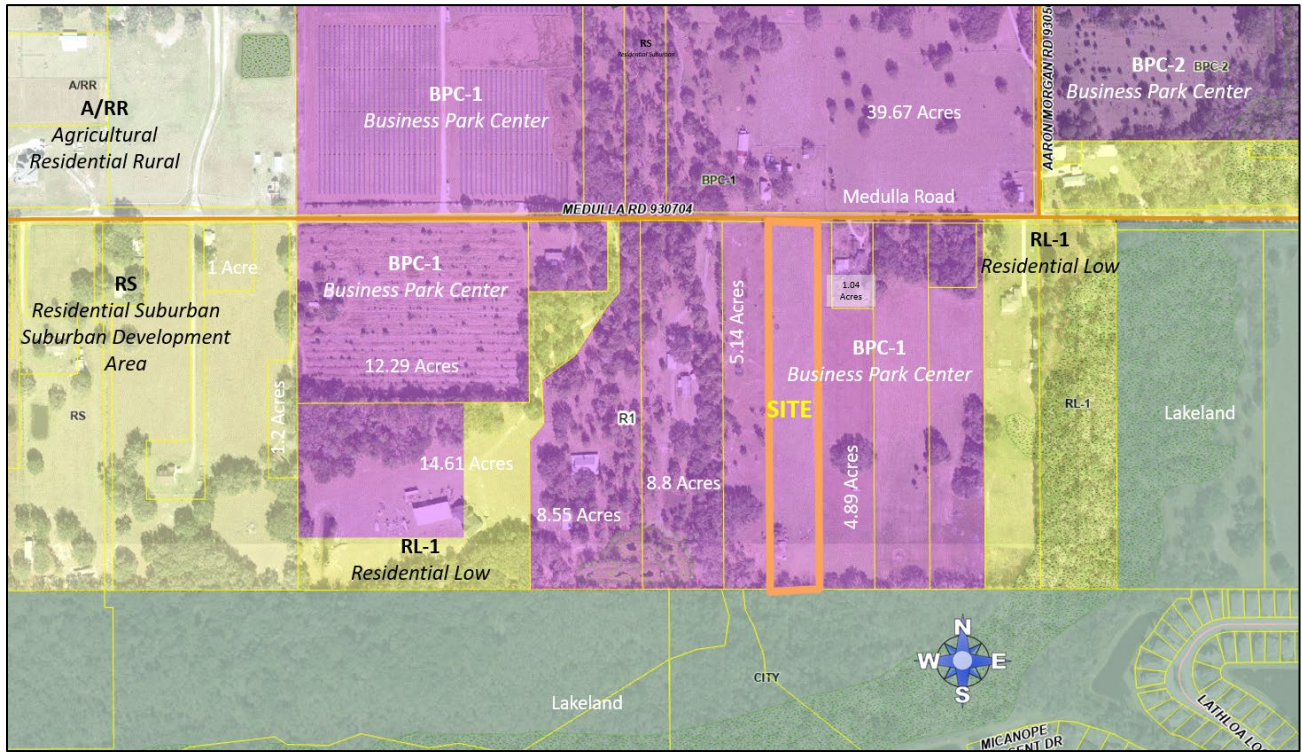 A/RR
A/RR
Agricultural
Residential Rural
BPC-1
Business Park Center
RS
Residential Suburban
39.67 Acres
BPC-1
AARON MORGAN RD 9305
BPC-2
BPC-2
Business Park Center
MEDULLA RD 930704
Medulla Road
RS
Residential Suburban
Suburban Development
Area
RS
1 Acre
1.2 Acres
BPC-1
Business Park Center
12.29 Acres
14.61 Acres
RL-1
Residential Low
R1
8.55 Acres
8.8 Acres
5.14 Acres
SITE
1.04
Acres
BPC-1
Business Park Center
4.89 Acres
RL-1
Residential Low
RL-1
Lakeland
Lakeland
CITY
N
W
E
S
MICANOPE
CENT DR
LATHLOA LO